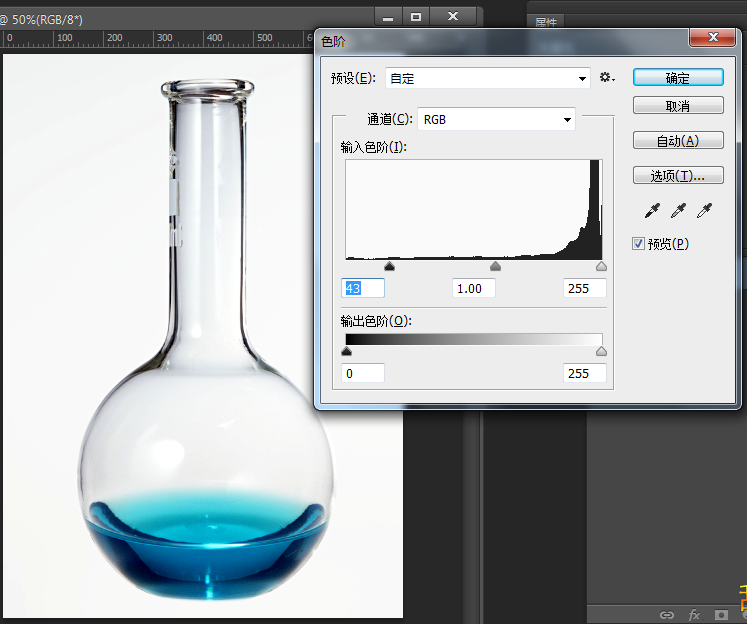 @ 50%(RGB/8*)
属性
0 100 200 300 400 500
色阶
预设(E): 自定
确定
通道(C): RGB
取消
输入色阶(I):
自动(A)
选项(T)...
预览(P)
43 1.00 255
输出色阶(O):
0 255
fx